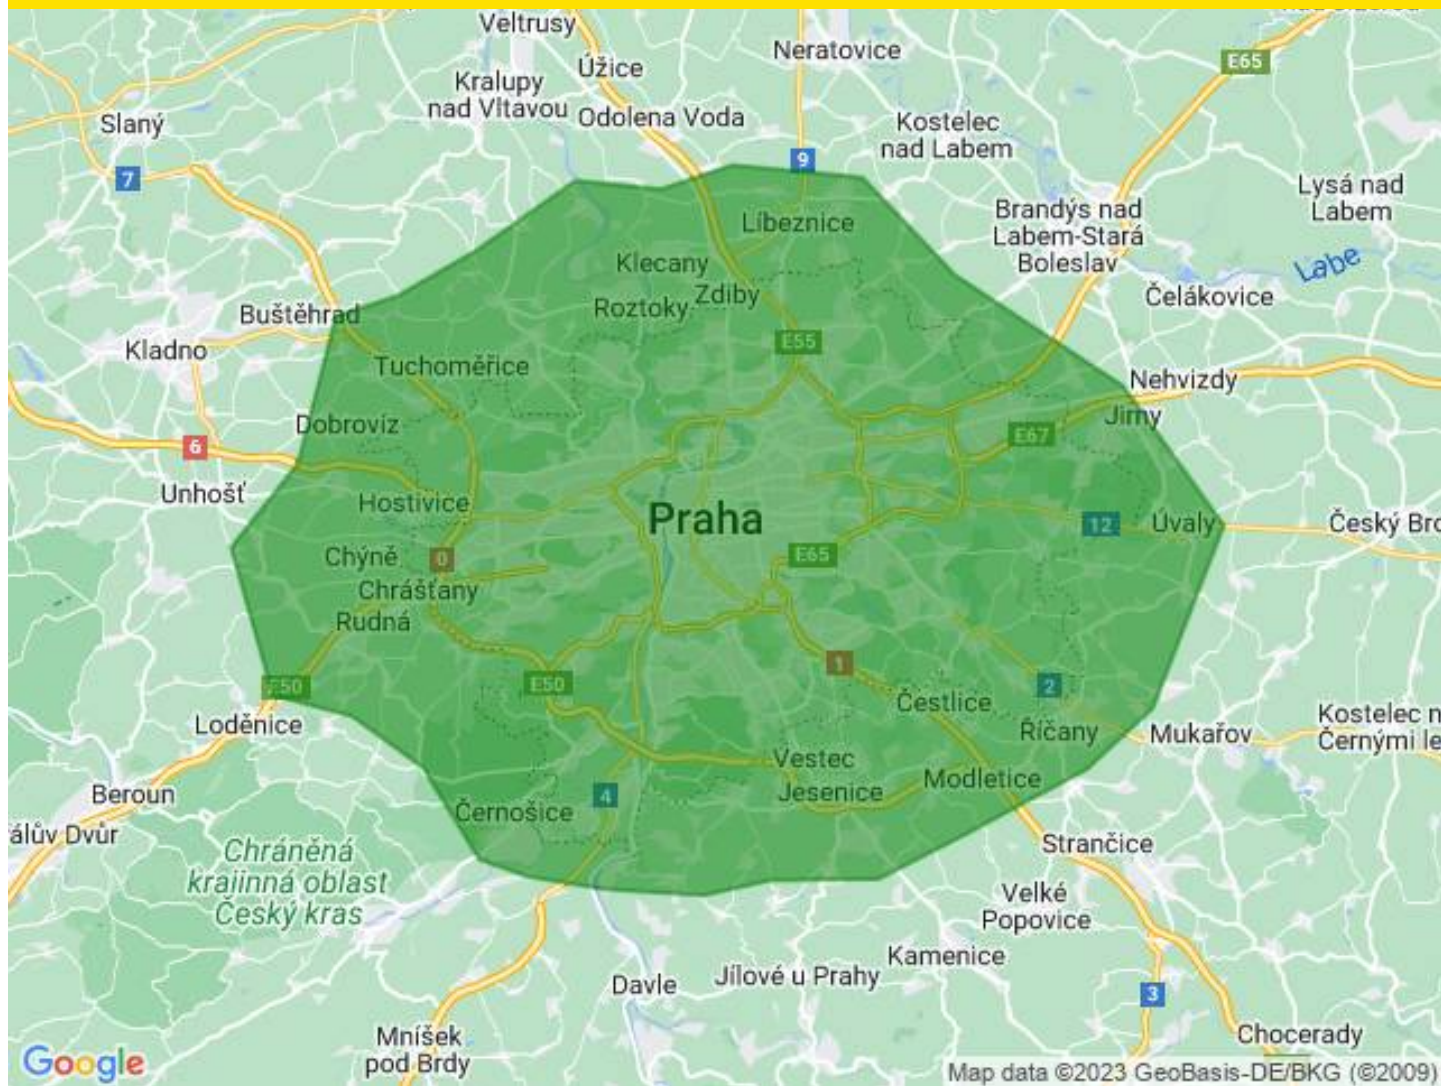 Veltrusy
Neratovice
Úžice
E65
Kralupy
nad Vltavou
Odolena Voda
Slaný
Kostelec
nad Labem
9
7
Lysá nad
Labem
Brandýs nad
Labem-Stará
Boleslav
Líbeznice
Klecany
Labe
Zdiby
Čelákovice
Roztoky
Buštěhrad
E55
Kladno
Tuchoměřice
Nehvizdy
Jirny
Dobrovíz
E67
6
Unhošť
Hostivice
Praha
12
Úvaly
Český Bro
Chýně
0
E65
Chrášťany
Rudná
1
E50
E50
2
Čestlice
Loděnice
Říčany
Mukařov
Kostelec n
Černými le
Vestec
Jesenice
Modletice
Beroun
4
Černošice
álův Dvůr
Strančice
Chráněná
krajinná oblast
Český kras
Velké
Popovice
Kamenice
Davle
Jílové u Prahy
3
Mníšek
pod Brdy
Chocerady
Google
Map data ©2023 GeoBasis-DE/BKG (©2009)